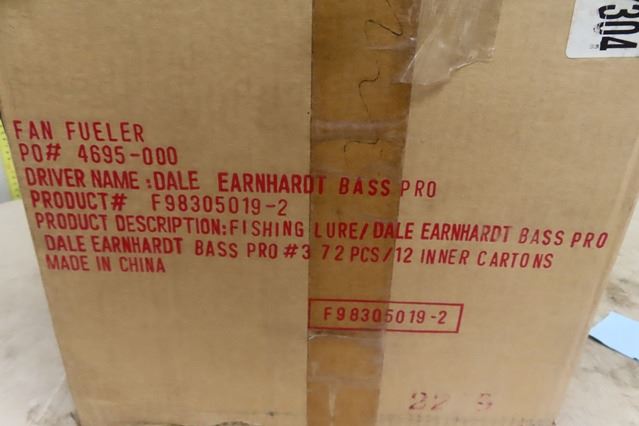 304
FAN FUELER
PO# 4695-000
DRIVER NAME:DALE EARNHARDT BASS PRO
PRODUCT# F98305019-2
PRODUCT DESCRIPTION:FISHING LURE/DALE EARNHARDT BASS PRO
DALE EARNHARDT BASS PRO #3 72 PCS/12 INNER CARTONS
MADE IN CHINA
F98305019-2